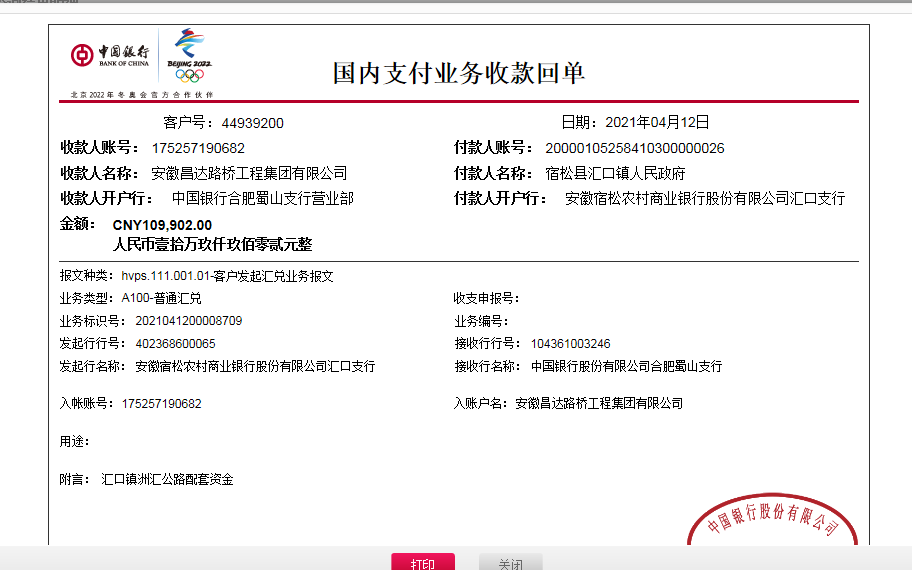 中国银行
BANK OF CHINA
BEIJING 2022
北京2022年冬奥会官方合作伙伴
国内支付业务收款回单
客户号：44939200 日期：2021年04月12日
收款人账号：175257190682 付款人账号：20000105258410300000026
收款人名称：安徽昌达路桥工程集团有限公司 付款人名称：宿松县汇口镇人民政府
收款人开户行：中国银行合肥蜀山支行营业部 付款人开户行：安徽宿松农村商业银行股份有限公司汇口支行
金额：CNY109,902.00
人民币壹拾万玖仟玖佰零贰元整
报文种类：hvps.111.001.01-客户发起汇兑业务报文
业务类型：A100-普通汇兑 收支申报号：
业务标识号：2021041200008709 业务编号：
发起行行号：402368600065 接收行行号：104361003246
发起行名称：安徽宿松农村商业银行股份有限公司汇口支行 接收行名称：中国银行股份有限公司合肥蜀山支行
入帐账号：175257190682 入账户名：安徽昌达路桥工程集团有限公司
用途：
附言：汇口镇洲汇公路配套资金
中国银行股份有限公司
打印 关闭